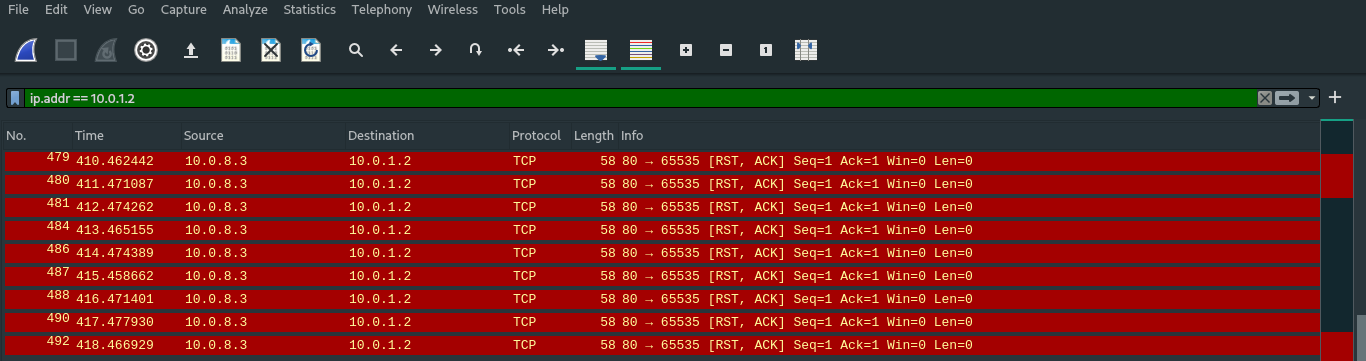 File Edit View Go Capture Analyze Statistics Telephony Wireless Tools Help
1
ip.addr == 10.0.1.2
No. Time Source Destination Protocol Length Info
479 410.462442 10.0.8.3 10.0.1.2 TCP 58 80 → 65535 [RST, ACK] Seq=1 Ack=1 Win=0 Len=0
480 411.471087 10.0.8.3 10.0.1.2 TCP 58 80 → 65535 [RST, ACK] Seq=1 Ack=1 Win=0 Len=0
481 412.474262 10.0.8.3 10.0.1.2 TCP 58 80 → 65535 [RST, ACK] Seq=1 Ack=1 Win=0 Len=0
484 413.465155 10.0.8.3 10.0.1.2 TCP 58 80 → 65535 [RST, ACK] Seq=1 Ack=1 Win=0 Len=0
486 414.474389 10.0.8.3 10.0.1.2 TCP 58 80 → 65535 [RST, ACK] Seq=1 Ack=1 Win=0 Len=0
487 415.458662 10.0.8.3 10.0.1.2 TCP 58 80 → 65535 [RST, ACK] Seq=1 Ack=1 Win=0 Len=0
488 416.471401 10.0.8.3 10.0.1.2 TCP 58 80 → 65535 [RST, ACK] Seq=1 Ack=1 Win=0 Len=0
490 417.477930 10.0.8.3 10.0.1.2 TCP 58 80 → 65535 [RST, ACK] Seq=1 Ack=1 Win=0 Len=0
492 418.466929 10.0.8.3 10.0.1.2 TCP 58 80 → 65535 [RST, ACK] Seq=1 Ack=1 Win=0 Len=0